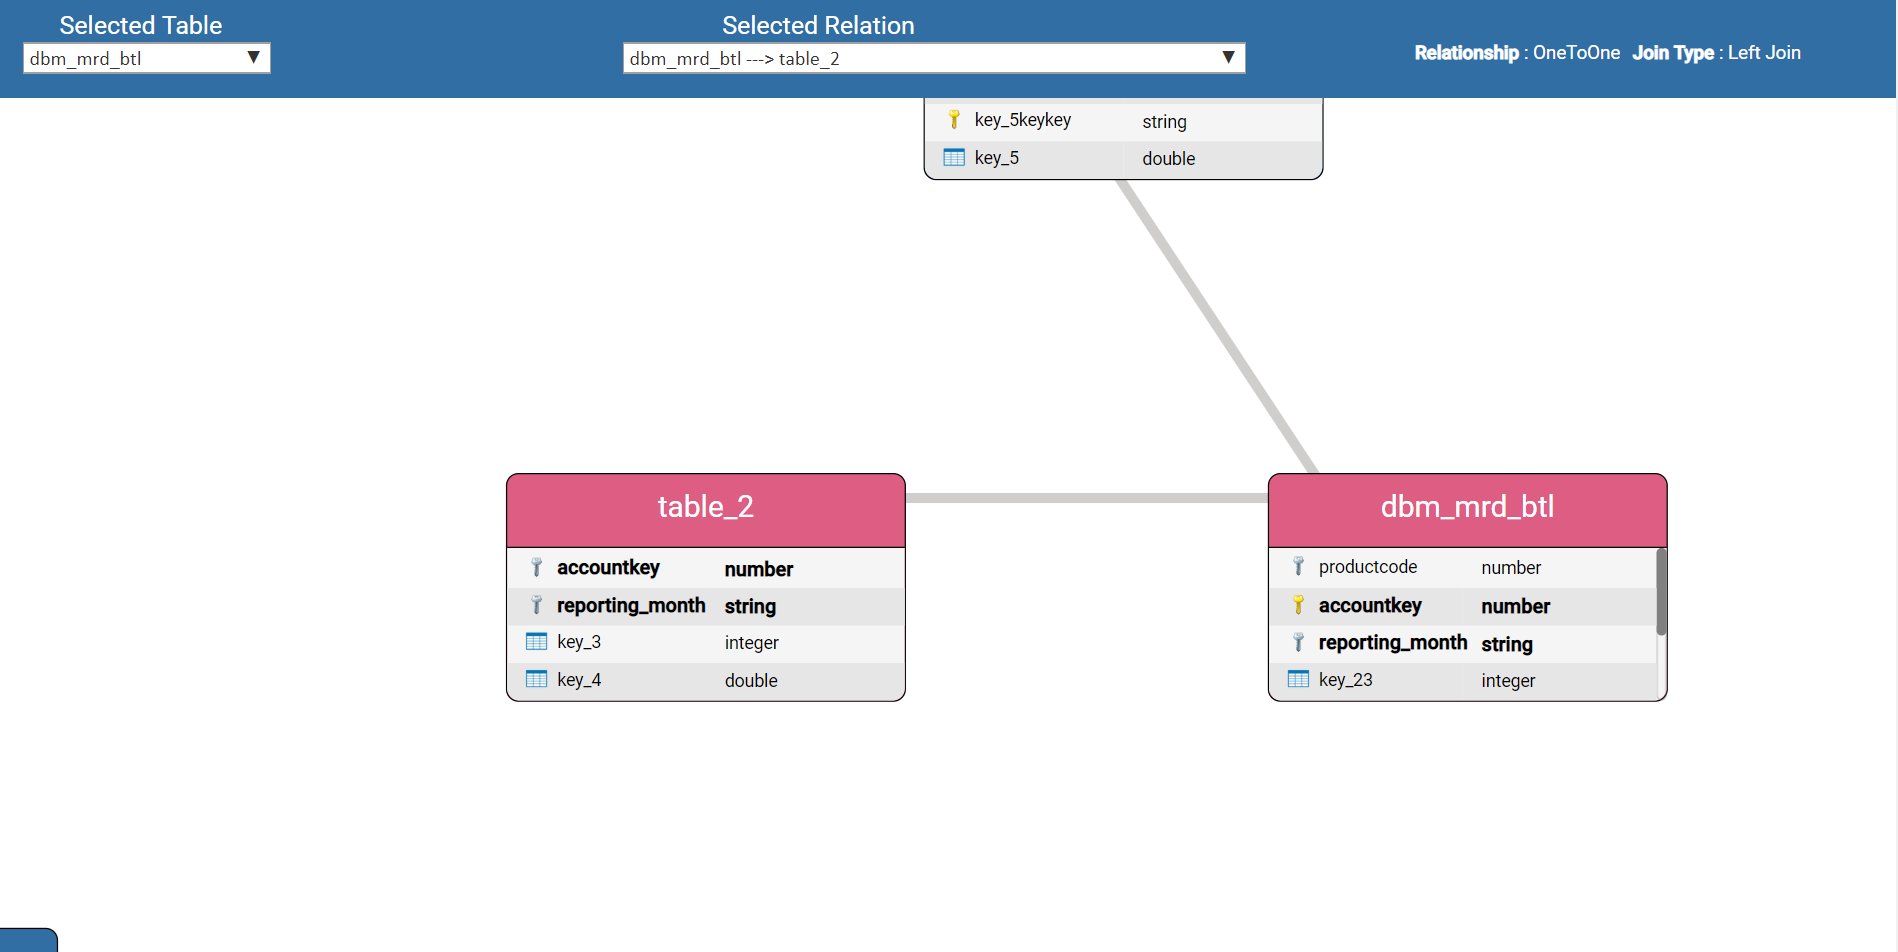 Selected Table
dbm_mrd_btl ▼
Selected Relation
dbm_mrd_btl ---> table_2 ▼
Relationship : OneToOne Join Type : Left Join
key_5keykey string
key_5 double
table_2
accountkey number
reporting_month string
key_3 integer
key_4 double
dbm_mrd_btl
productcode number
accountkey number
reporting_month string
key_23 integer